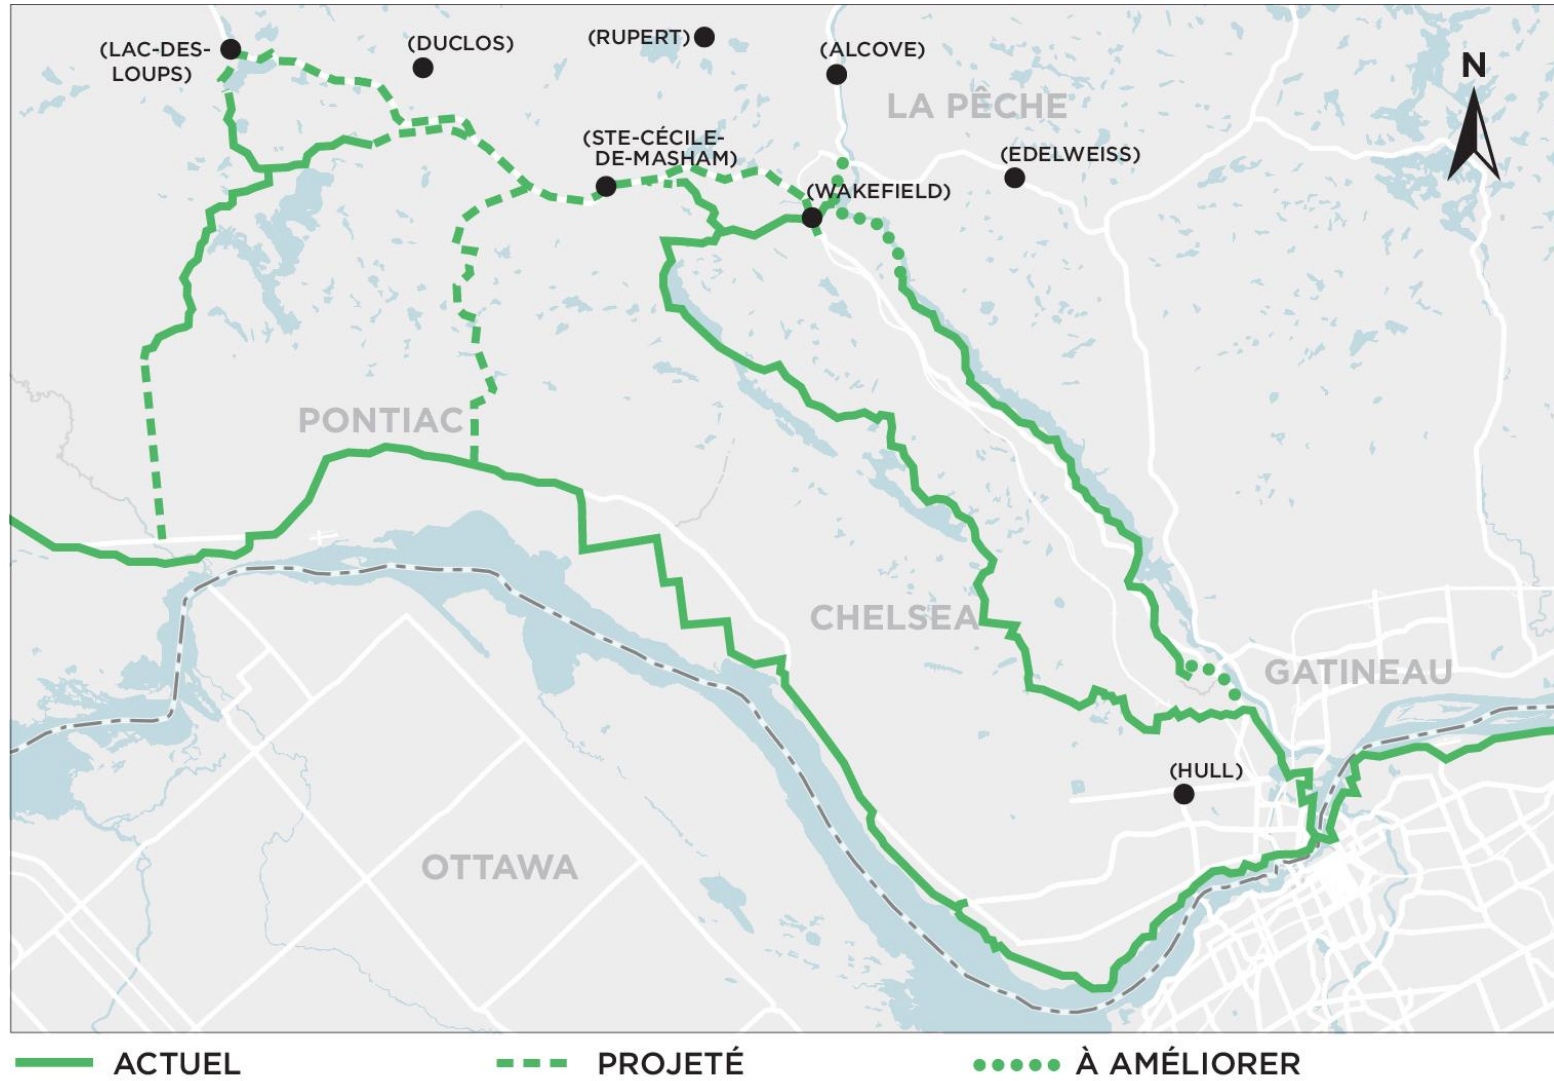 (LAC-DES-
LOUPS)
(DUCLOS)
(RUPERT)
(ALCOVE)
N
LA PÊCHE
(STE-CÉCILE-
DE-MASHAM)
(EDELWEISS)
(WAKEFIELD)
PONTIAC
CHELSEA
GATINEAU
(HULL)
OTTAWA
ACTUEL
PROJETÉ
À AMÉLIORER